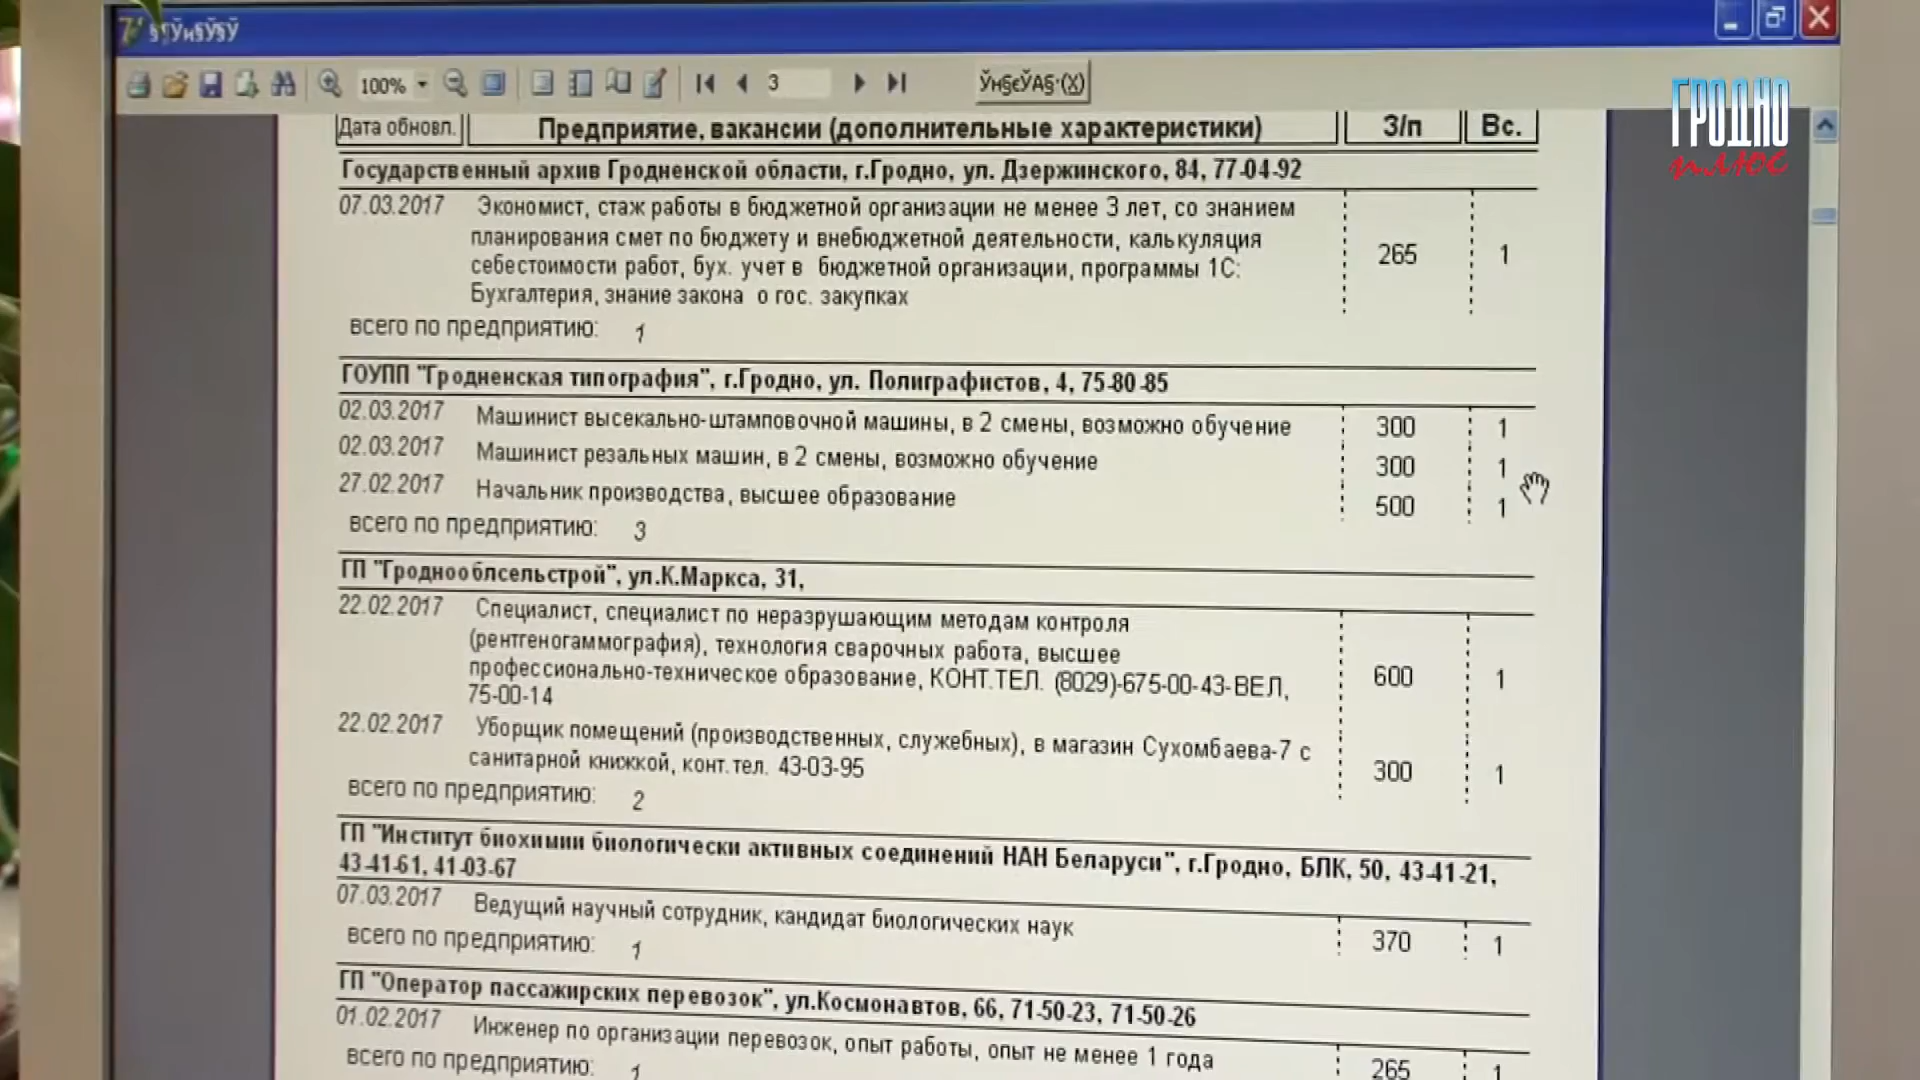 §¶Ўн§Ў§Ў
100% 3 Ўн§єЎА§·(X)
ГРОДНО
плюс
Дата обновл. Предприятие, вакансии (дополнительные характеристики) З/п Вс.
Государственный архив Гродненской области, г.Гродно, ул. Дзержинского, 84, 77-04-92
07.03.2017 Экономист, стаж работы в бюджетной организации не менее 3 лет, со знанием
планирования смет по бюджету и внебюджетной деятельности, калькуляция
себестоимости работ, бух. учет в бюджетной организации, программы 1С: 265 1
Бухгалтерия, знание закона о гос. закупках
всего по предприятию: 1
ГОУПП "Гродненская типография", г.Гродно, ул. Полиграфистов, 4, 75-80-85
02.03.2017 Машинист высекально-штамповочной машины, в 2 смены, возможно обучение 300 1
02.03.2017 Машинист резальных машин, в 2 смены, возможно обучение 300 1
27.02.2017 Начальник производства, высшее образование 500 1
всего по предприятию: 3
ГП "Гроднооблсельстрой", ул.К.Маркса, 31,
22.02.2017 Специалист, специалист по неразрушающим методам контроля
(рентгеногаммография), технология сварочных работа, высшее
профессионально-техническое образование, КОНТ.ТЕЛ. (8029)-675-00-43-ВЕЛ, 600 1
75-00-14
22.02.2017 Уборщик помещений (производственных, служебных), в магазин Сухомбаева-7 с
санитарной книжкой, конт.тел. 43-03-95 300 1
всего по предприятию: 2
ГП "Институт биохимии биологически активных соединений НАН Беларуси", г.Гродно, БЛК, 50, 43-41-21,
43-41-61, 41-03-67
07.03.2017 Ведущий научный сотрудник, кандидат биологических наук 370 1
всего по предприятию: 1
ГП "Оператор пассажирских перевозок", ул.Космонавтов, 66, 71-50-23, 71-50-26
01.02.2017 Инженер по организации перевозок, опыт работы, опыт не менее 1 года 265 1
всего по предприятию: 1